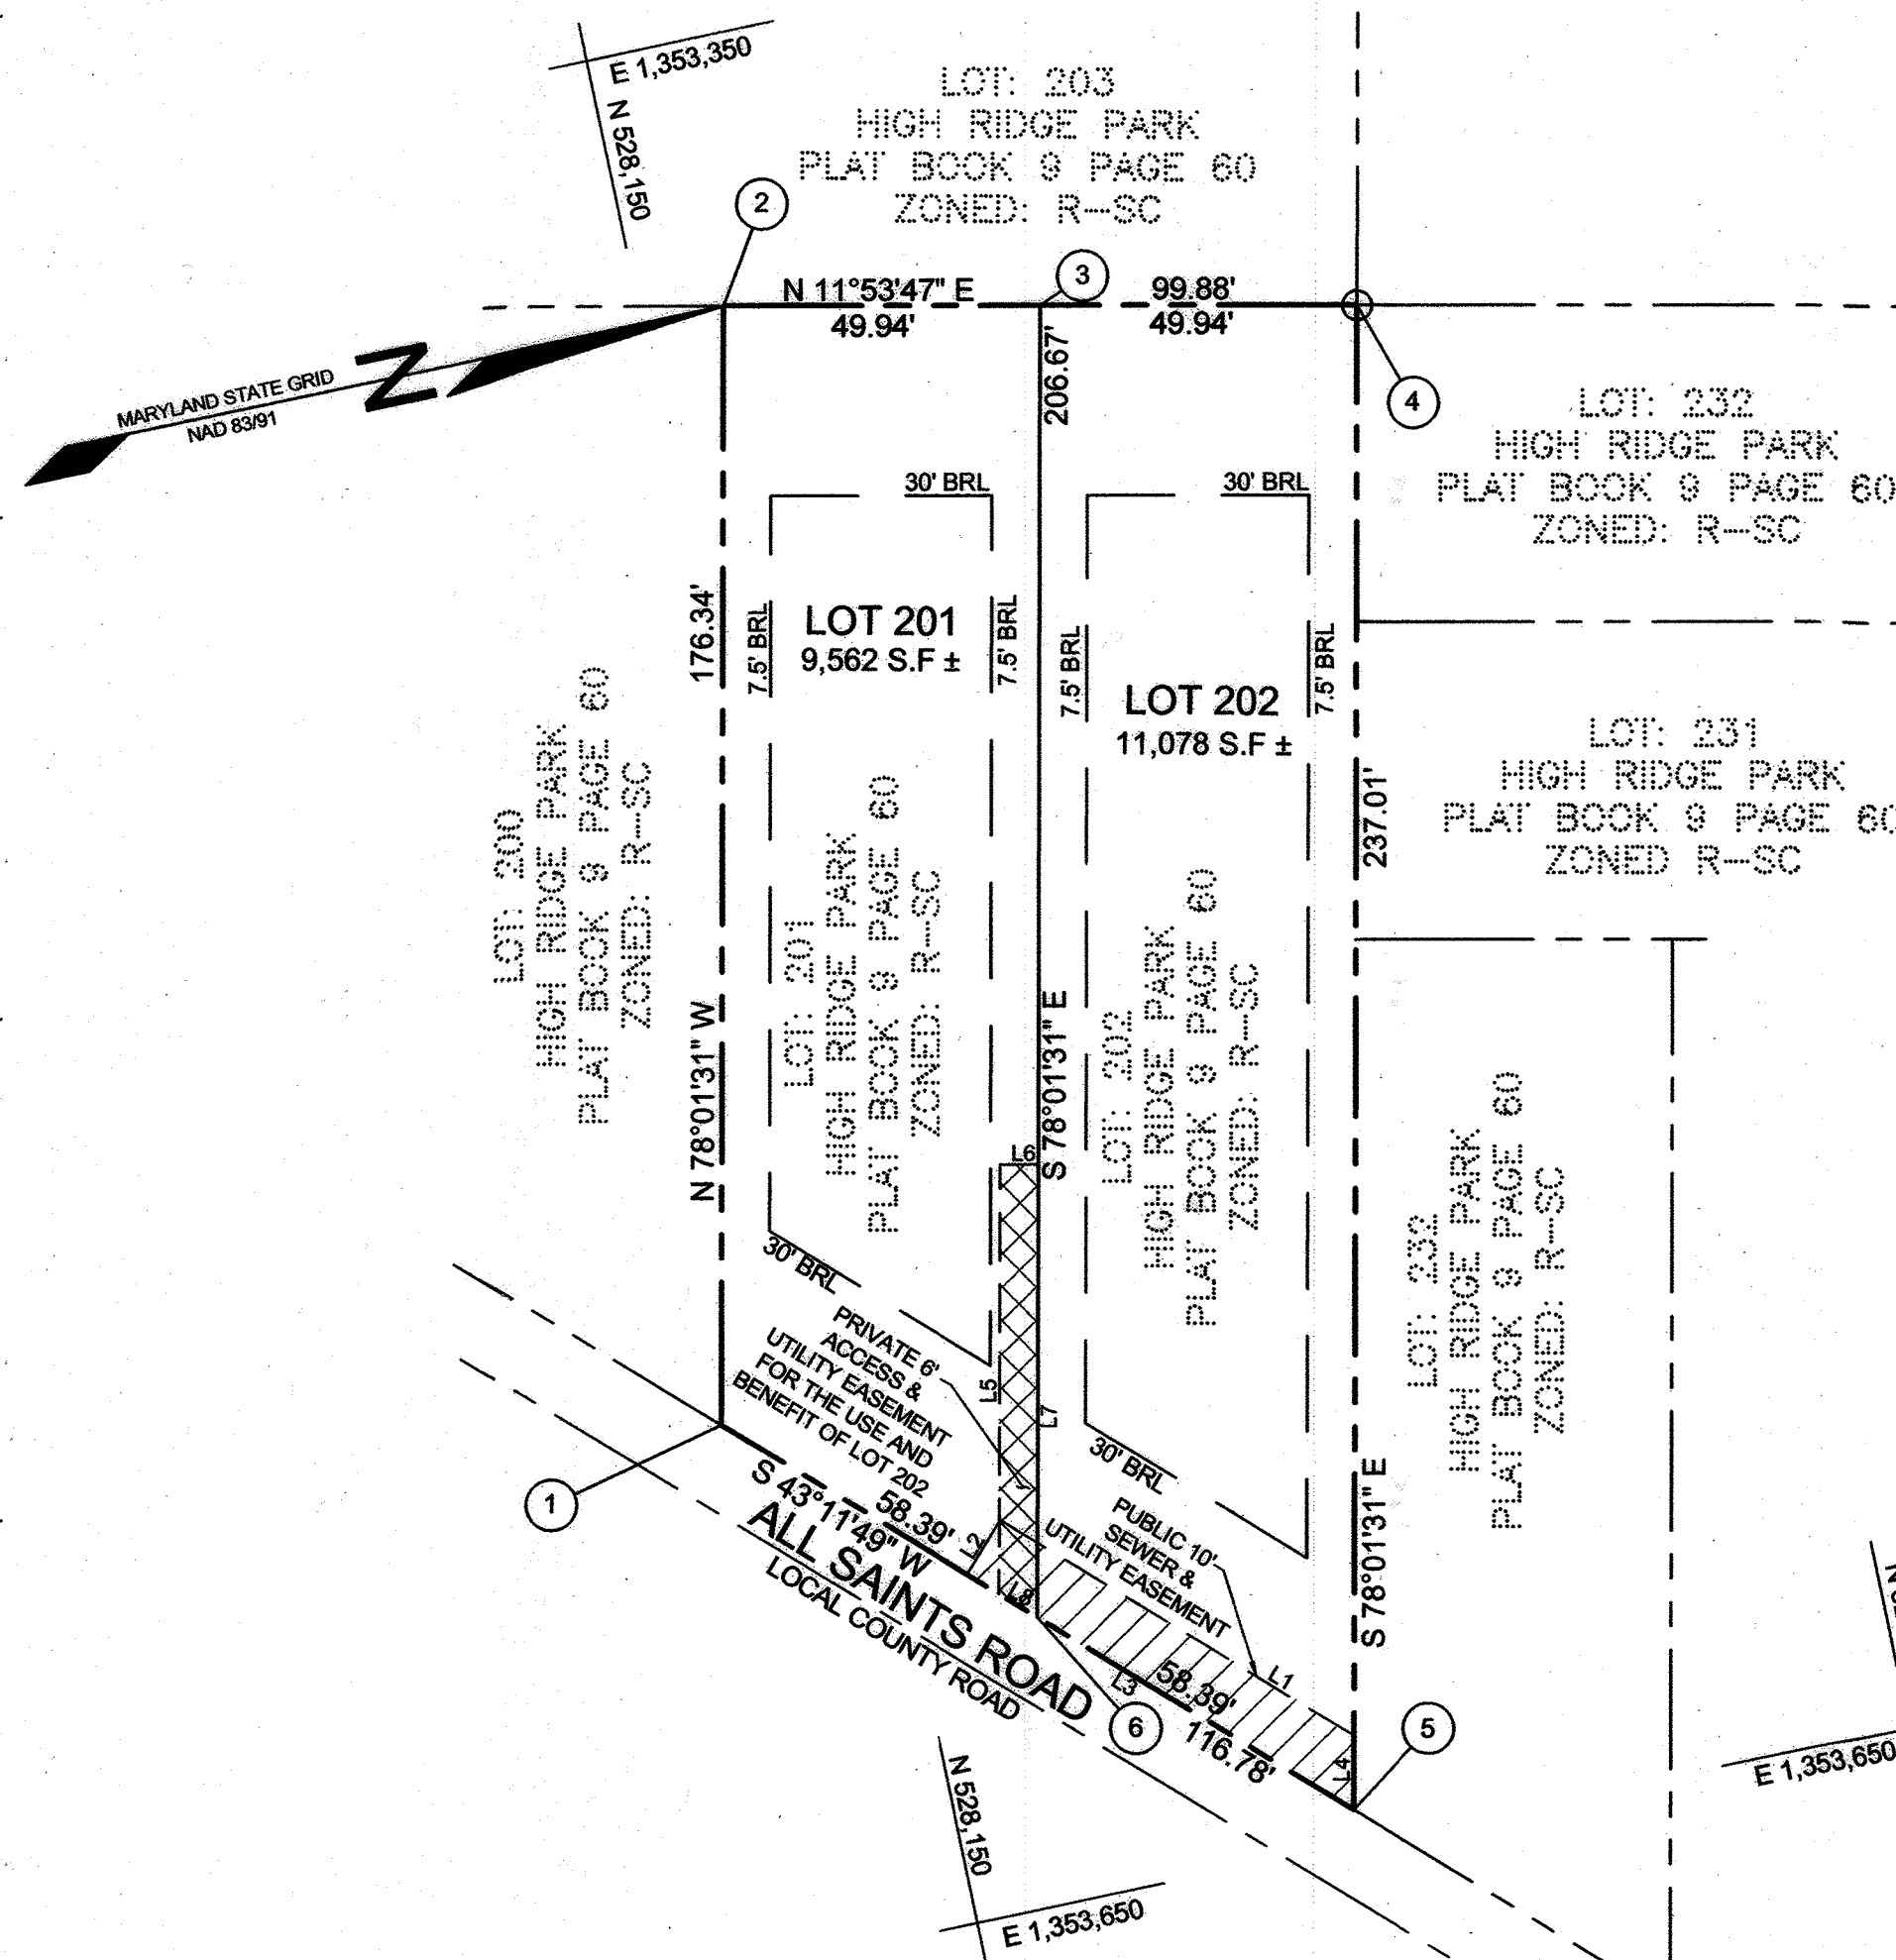 E 1,353,350
N 528,150
LOT: 203
HIGH RIDGE PARK
PLAT BOOK 9 PAGE 60
ZONED: R-SC
2
3
N 11°53'47" E
99.88'
49.94'
49.94'
MARYLAND STATE GRID
NAD 83/91
N
206.67'
4
LOT: 232
HIGH RIDGE PARK
PLAT BOOK 9 PAGE 60
ZONED: R-SC
30' BRL
30' BRL
176.34'
7.5' BRL
LOT 201
9,562 S.F ±
7.5' BRL
7.5' BRL
LOT 202
11,078 S.F ±
7.5' BRL
237.01'
LOT: 231
HIGH RIDGE PARK
PLAT BOOK 9 PAGE 60
ZONED R-SC
LOT: 200
HIGH RIDGE PARK
PLAT BOOK 9 PAGE 60
ZONED: R-SC
LOT: 201
HIGH RIDGE PARK
PLAT BOOK 9 PAGE 60
ZONED: R-SC
LOT: 202
HIGH RIDGE PARK
PLAT BOOK 9 PAGE 60
ZONED: R-SC
LOT: 232
HIGH RIDGE PARK
PLAT BOOK 9 PAGE 60
ZONED: R-SC
N 78°01'31" W
S 78°01'31" E
S 78°01'31" E
L6
30' BRL
PRIVATE 6'
ACCESS &
UTILITY EASEMENT
FOR THE USE AND
BENEFIT OF LOT 202
L5
L7
30' BRL
PUBLIC 10'
SEWER &
UTILITY EASEMENT
1
S 43°11'49" W
58.39'
L2
L8
ALL SAINTS ROAD
LOCAL COUNTY ROAD
L3
58.39'
116.78'
L1
L4
6
5
N 528,150
E 1,353,650
E 1,353,650